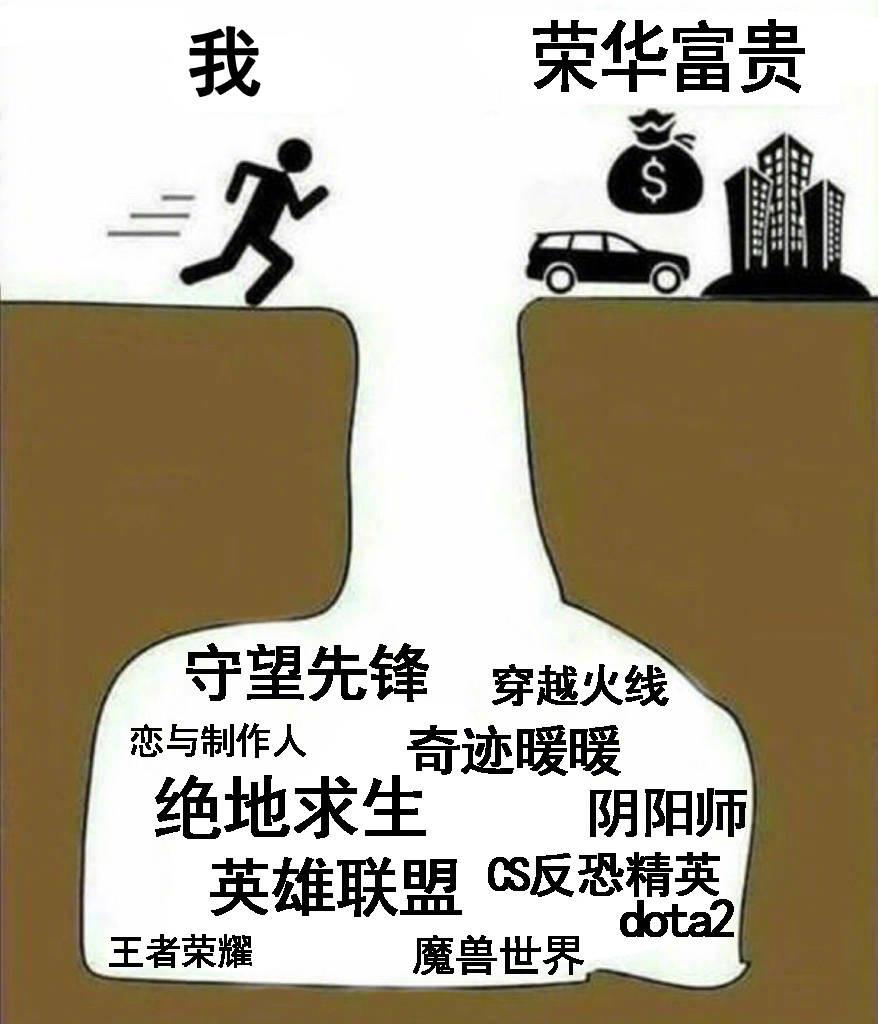 我
荣华富贵
守望先锋
穿越火线
恋与制作人
奇迹暖暖
绝地求生
阴阳师
英雄联盟
CS反恐精英
dota2
王者荣耀
魔兽世界
$